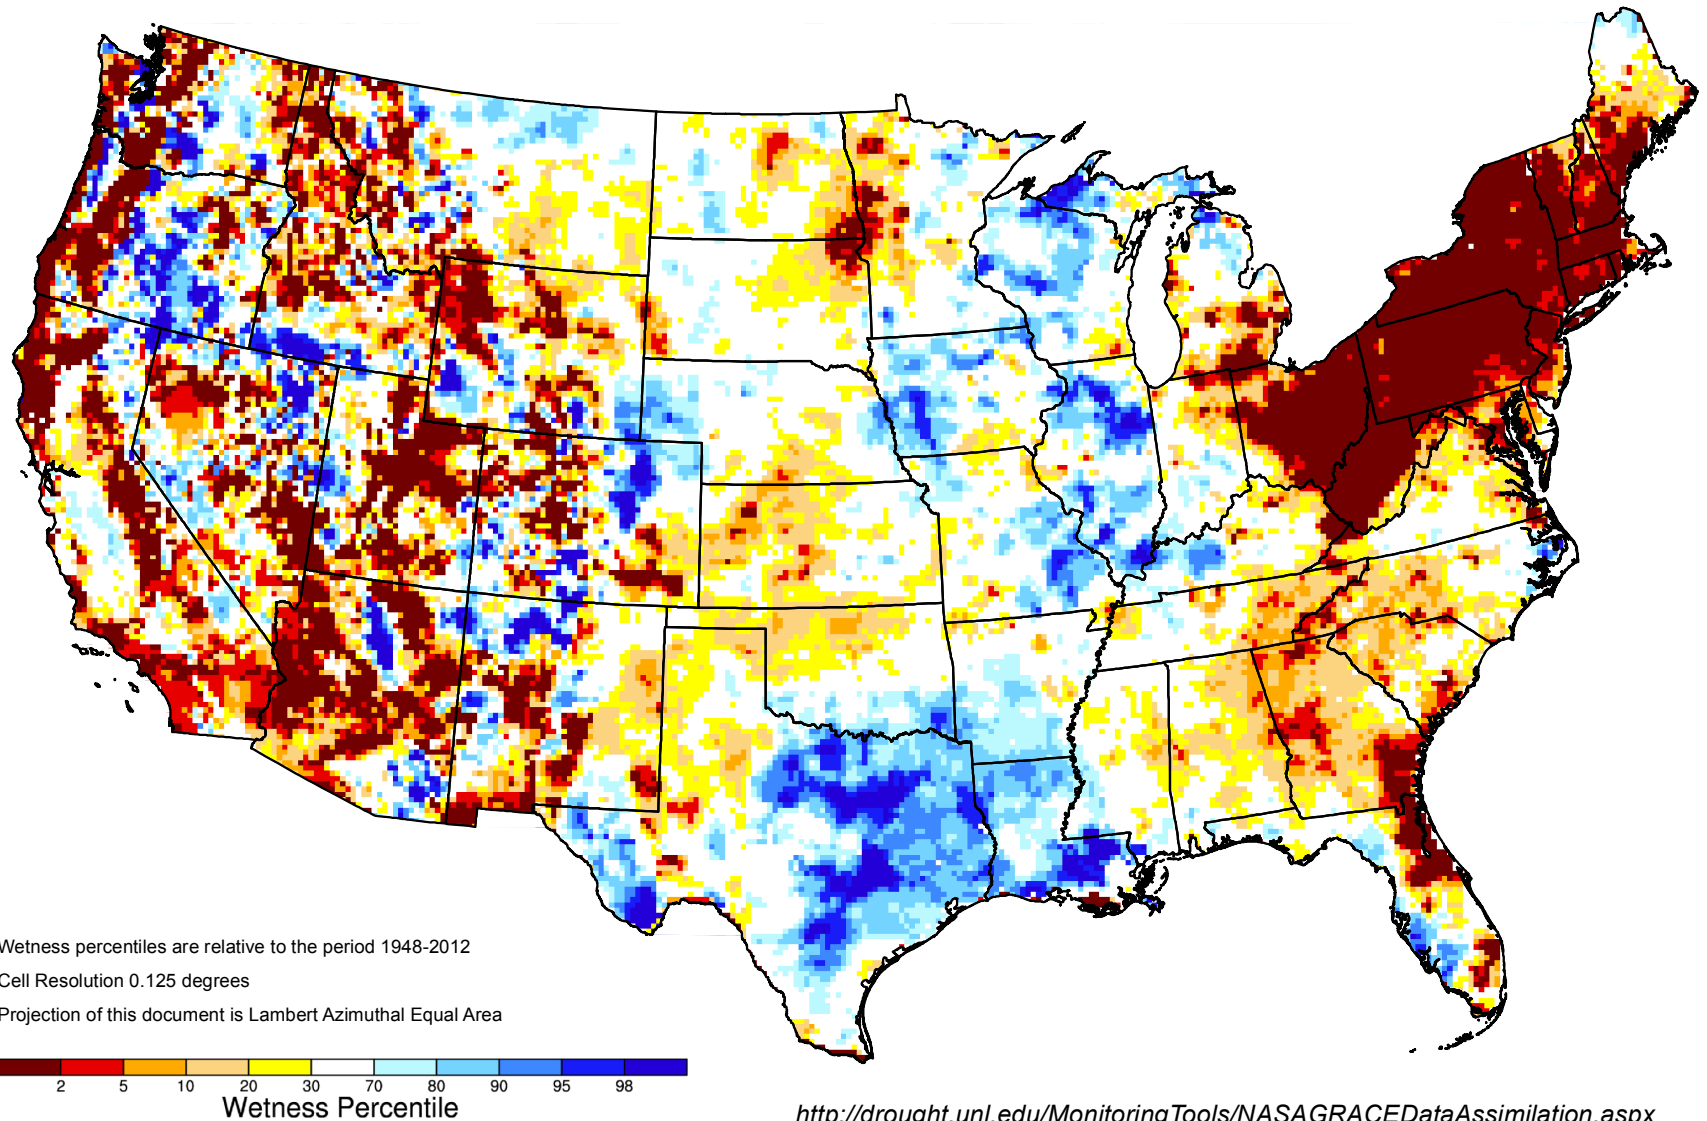 Wetness percentiles are relative to the period 1948-2012
Cell Resolution 0.125 degrees
Projection of this document is Lambert Azimuthal Equal Area
2 5 10 20 30 70 80 90 95 98
Wetness Percentile
http://drought.unl.edu/MonitoringTools/NASAGRACEDataAssimilation.aspx